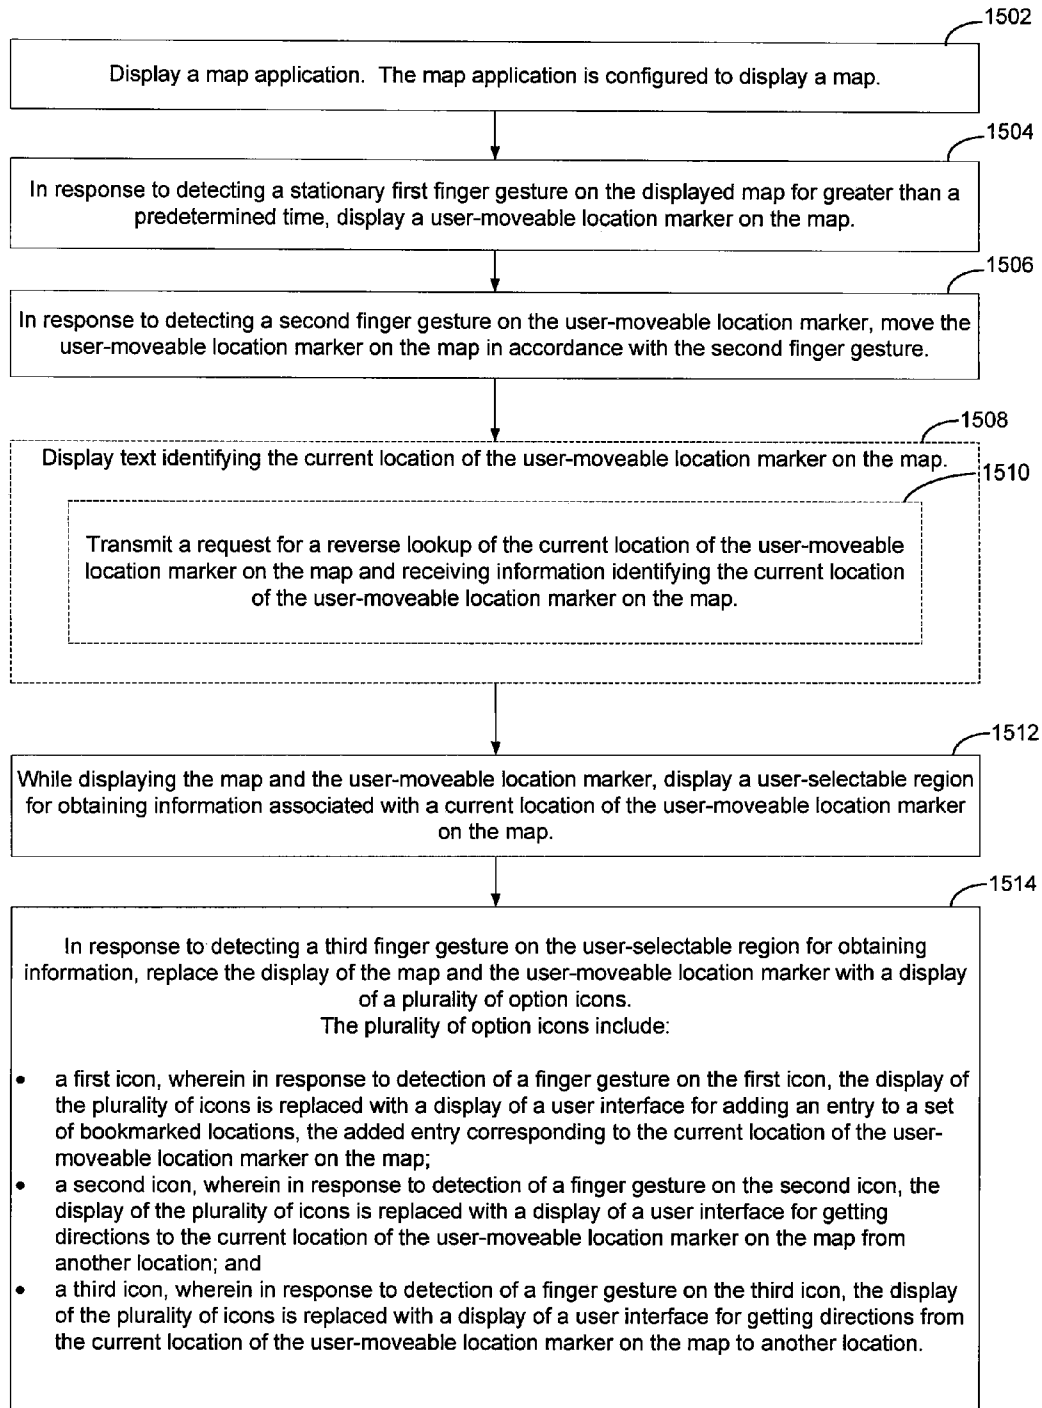 1502
Display a map application. The map application is configured to display a map.
1504
In response to detecting a stationary first finger gesture on the displayed map for greater than a
predetermined time, display a user-moveable location marker on the map.
1506
In response to detecting a second finger gesture on the user-moveable location marker, move the
user-moveable location marker on the map in accordance with the second finger gesture.
1508
Display text identifying the current location of the user-moveable location marker on the map.
1510
Transmit a request for a reverse lookup of the current location of the user-moveable
location marker on the map and receiving information identifying the current location
of the user-moveable location marker on the map.
1512
While displaying the map and the user-moveable location marker, display a user-selectable region
for obtaining information associated with a current location of the user-moveable location marker
on the map.
1514
In response to detecting a third finger gesture on the user-selectable region for obtaining
information, replace the display of the map and the user-moveable location marker with a display
of a plurality of option icons.
The plurality of option icons include:
• a first icon, wherein in response to detection of a finger gesture on the first icon, the display of
the plurality of icons is replaced with a display of a user interface for adding an entry to a set
of bookmarked locations, the added entry corresponding to the current location of the user-
moveable location marker on the map;
• a second icon, wherein in response to detection of a finger gesture on the second icon, the
display of the plurality of icons is replaced with a display of a user interface for getting
directions to the current location of the user-moveable location marker on the map from
another location; and
• a third icon, wherein in response to detection of a finger gesture on the third icon, the display
of the plurality of icons is replaced with a display of a user interface for getting directions from
the current location of the user-moveable location marker on the map to another location.